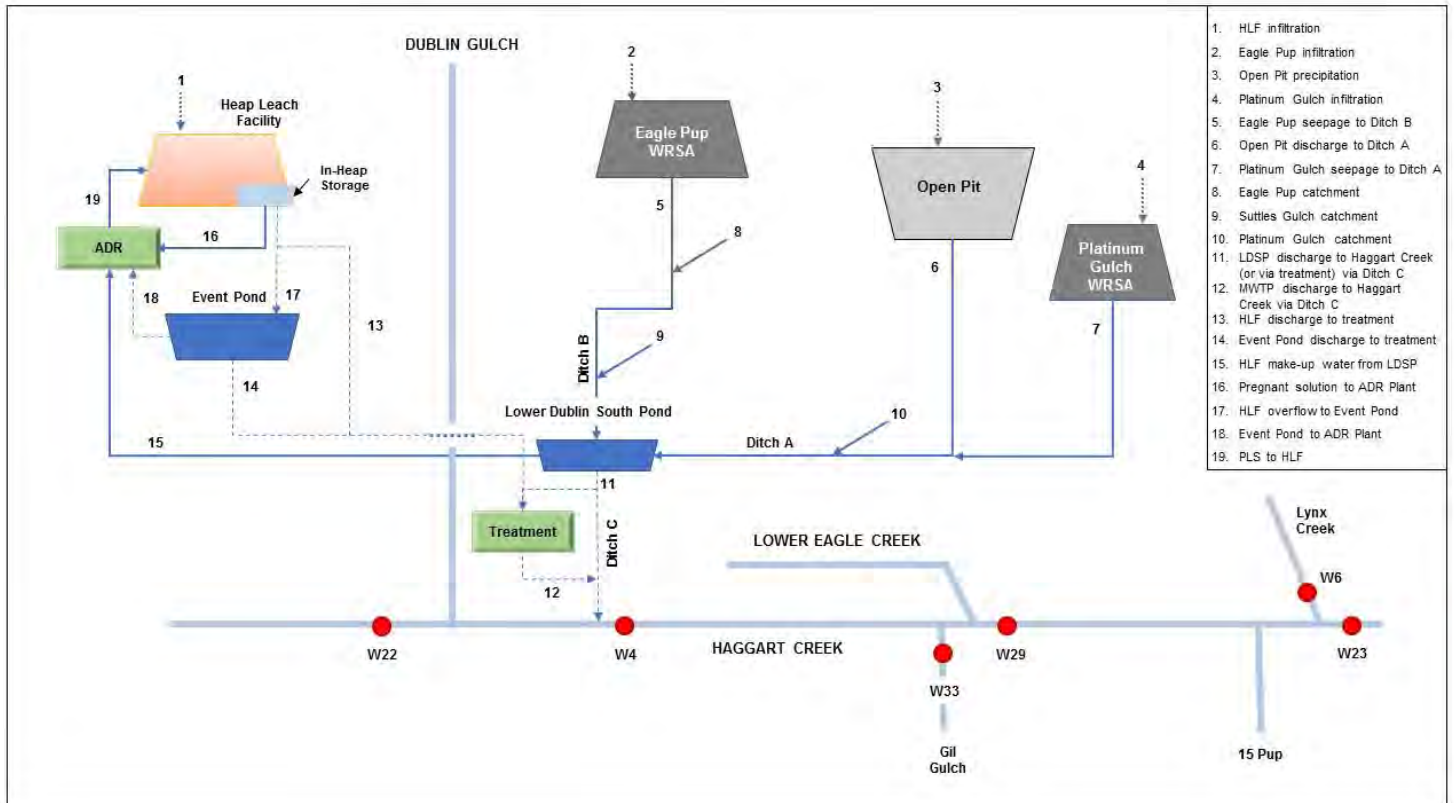 DUBLIN GULCH
1
Heap Leach
Facility
In-Heap
Storage
19
ADR
16
18
Event Pond
17
13
14
15
2
Eagle Pup
WRSA
5
8
9
Ditch B
Lower Dublin South Pond
3
Open Pit
6
4
Platinum
Gulch
WRSA
7
10
Ditch A
11
Treatment
Ditch C
12
LOWER EAGLE CREEK
Lynx
Creek
W6
W22
W4
HAGGART CREEK
W33
W29
W23
Gil
Gulch
15 Pup
1. HLF infiltration
2. Eagle Pup infiltration
3. Open Pit precipitation
4. Platinum Gulch infiltration
5. Eagle Pup seepage to Ditch B
6. Open Pit discharge to Ditch A
7. Platinum Gulch seepage to Ditch A
8. Eagle Pup catchment
9. Suttles Gulch catchment
10. Platinum Gulch catchment
11. LDSP discharge to Haggart Creek
(or via treatment) via Ditch C
12. MWTP discharge to Haggart
Creek via Ditch C
13. HLF discharge to treatment
14. Event Pond discharge to treatment
15. HLF make-up water from LDSP
16. Pregnant solution to ADR Plant
17. HLF overflow to Event Pond
18. Event Pond to ADR Plant
19. PLS to HLF